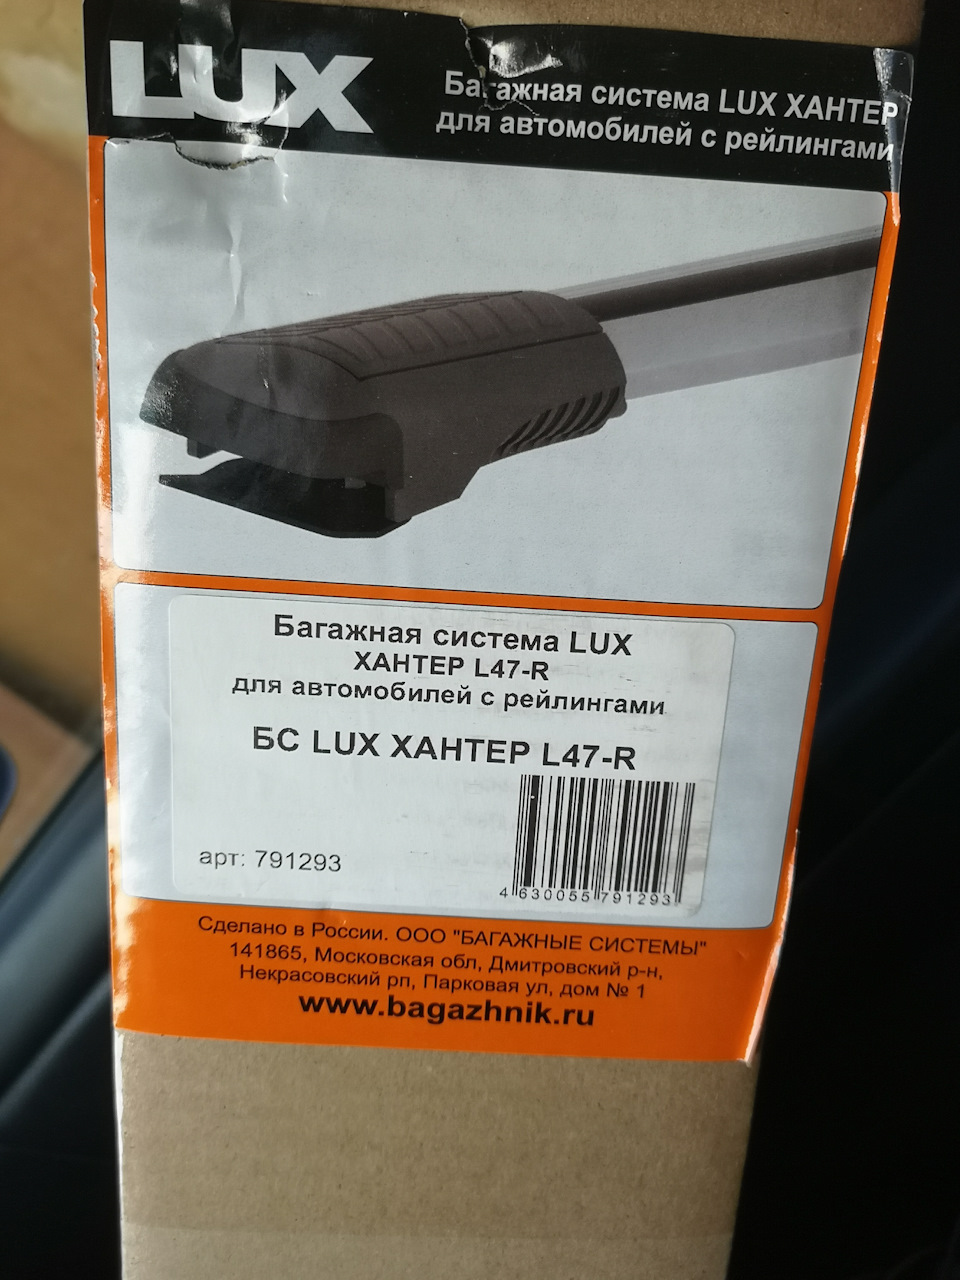 LUX
Багажная система LUX ХАНТЕР
для автомобилей с рейлингами
Багажная система LUX
ХАНТЕР L47-R
для автомобилей с рейлингами
БС LUX ХАНТЕР L47-R
арт: 791293
4 630055 791293
Сделано в России. ООО "БАГАЖНЫЕ СИСТЕМЫ"
141865, Московская обл, Дмитровский р-н,
Некрасовский рп, Парковая ул, дом № 1
www.bagazhnik.ru